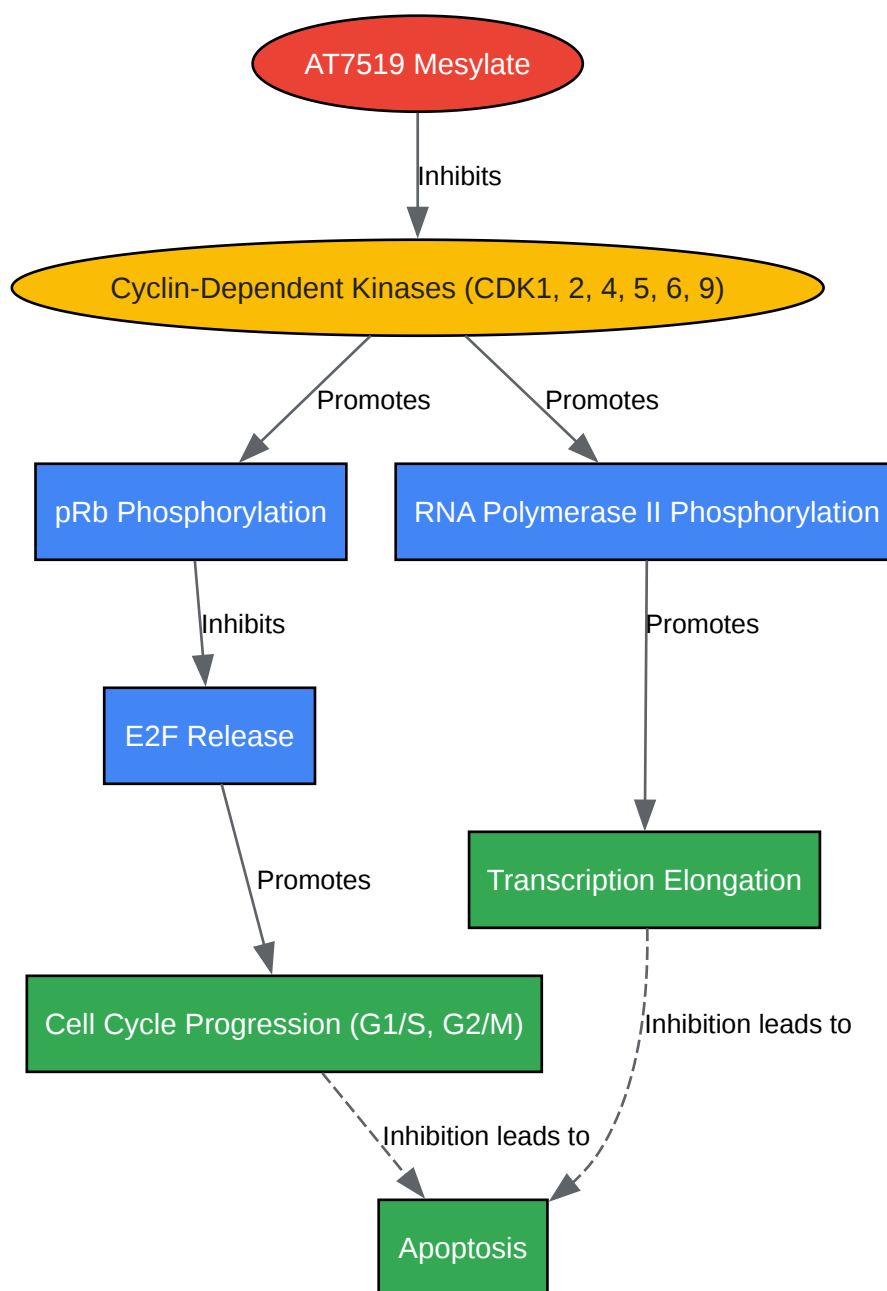 AT7519 Mesylate
Inhibits
Cyclin-Dependent Kinases (CDK1, 2, 4, 5, 6, 9)
Promotes
Promotes
pRb Phosphorylation
RNA Polymerase II Phosphorylation
Inhibits
Promotes
E2F Release
Promotes
Transcription Elongation
Cell Cycle Progression (G1/S, G2/M)
Inhibition leads to
Inhibition leads to
Apoptosis